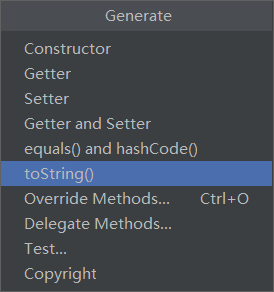 Generate
Constructor
Getter
Setter
Getter and Setter
equals() and hashCode()
toString()
Override Methods... Ctrl+O
Delegate Methods...
Test...
Copyright